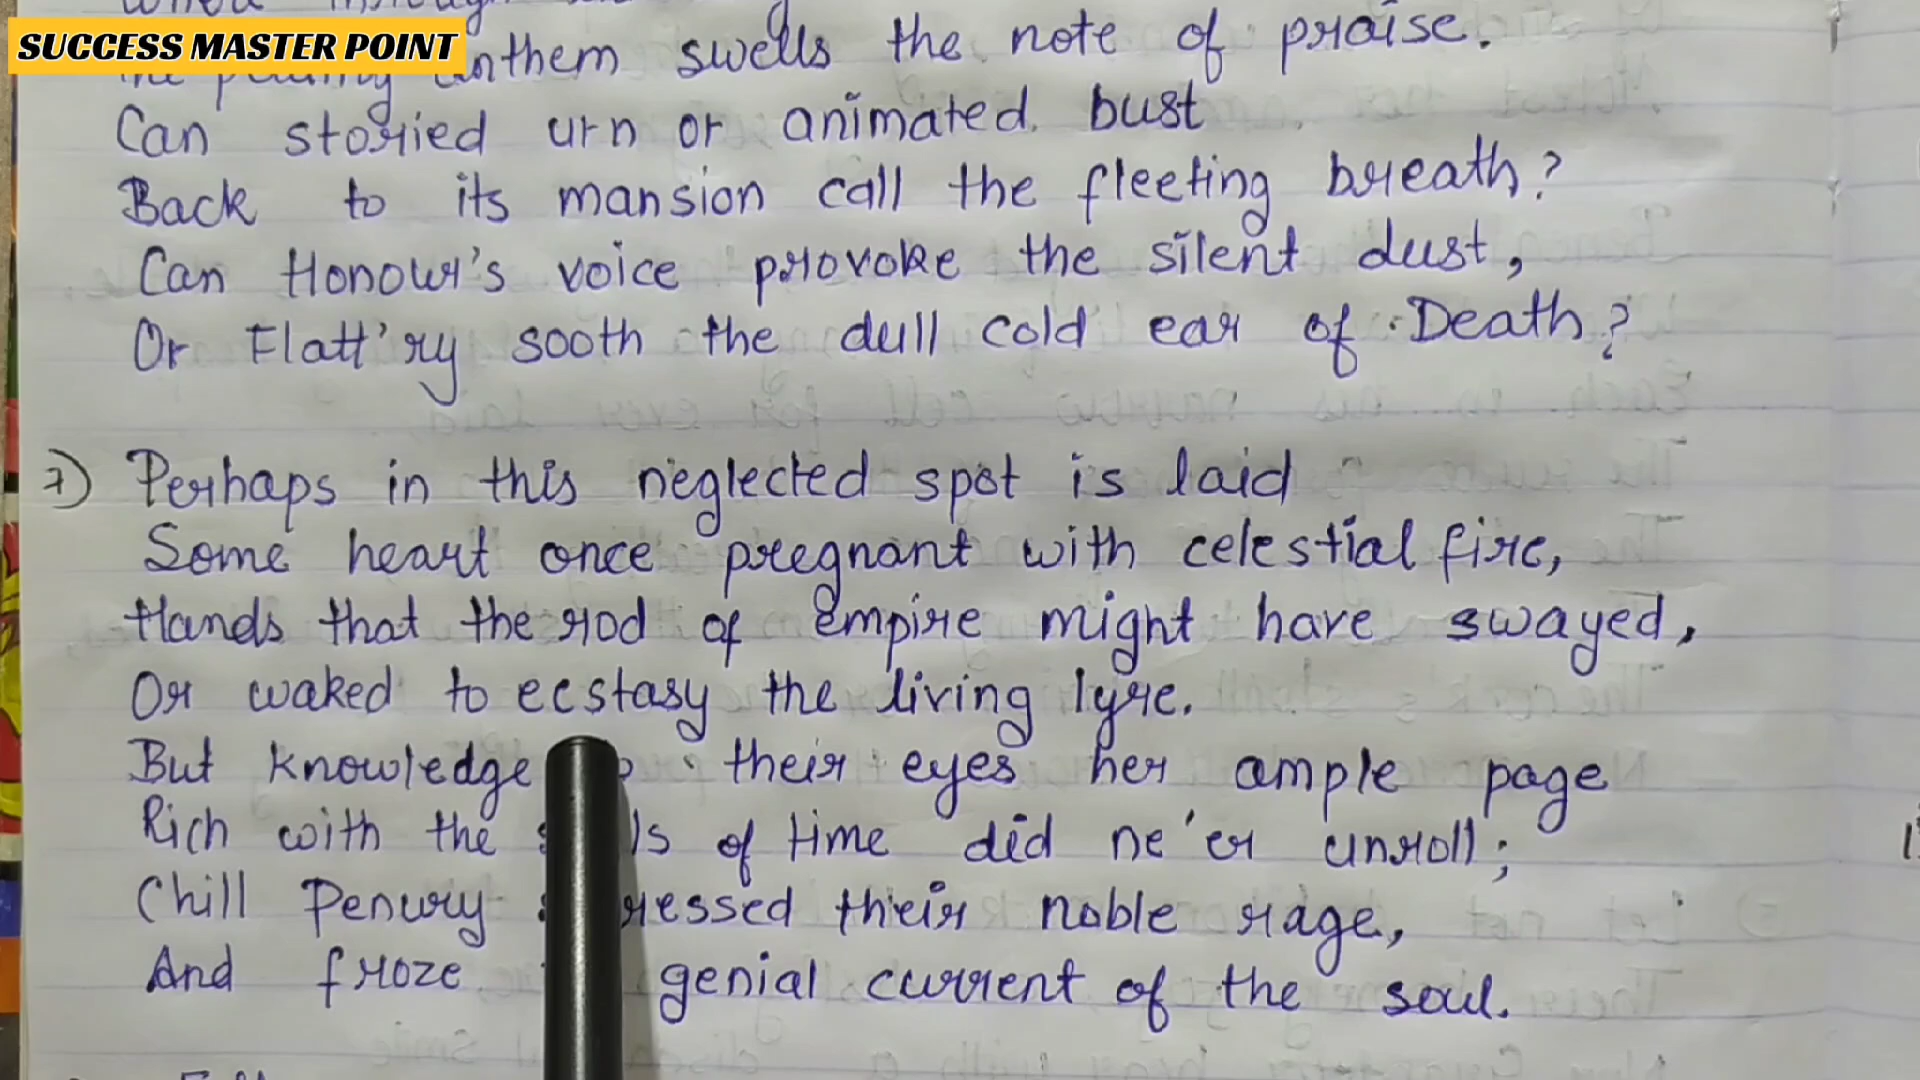 SUCCESS MASTER POINT
anthem swells the note of praise.
Can storied urn or animated bust
Back to its mansion call the fleeting breath?
Can Honour's voice provoke the silent dust,
Or Flatt'ry sooth the dull cold ear of Death?
7) Perhaps in this neglected spot is laid
Some heart once pregnant with celestial fire,
Hands that the rod of empire might have swayed,
Or waked to ecstasy the living lyre.
But knowledge their eyes her ample page
Rich with the of time did ne'er unroll;
Chill Penury their noble rage,
And froze genial current of the soul.